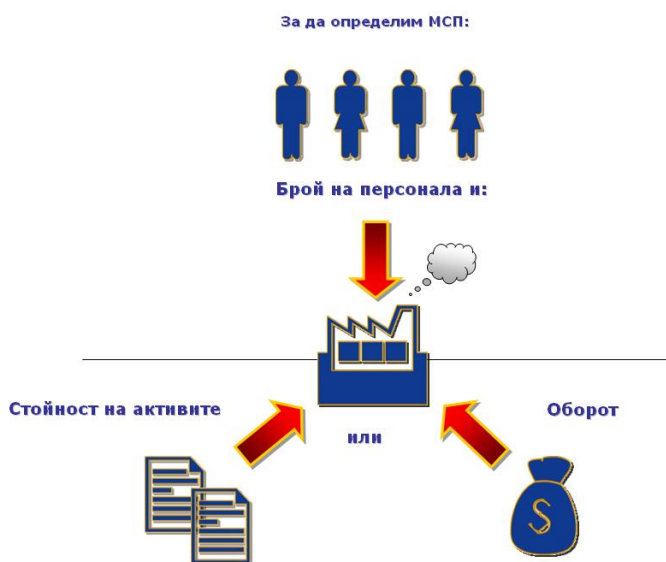 За да определим МСП:
Брой на персонала и:
Стойност на активите
Оборот
или
$